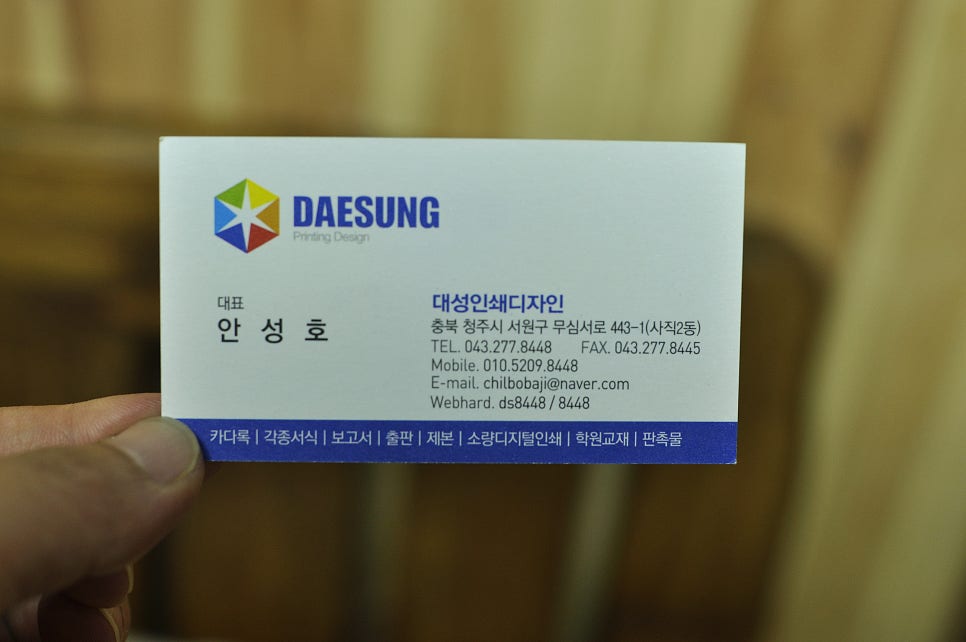 DAESUNG
Printing Design
대표
안 성 호
대성인쇄디자인
충북 청주시 서원구 무심서로 443-1(사직2동)
TEL. 043.277.8448 FAX. 043.277.8445
Mobile. 010.5209.8448
E-mail. chilbobaji@naver.com
Webhard. ds8448 / 8448
카다록 | 각종서식 | 보고서 | 출판 | 제본 | 소량디지털인쇄 | 학원교재 | 판촉물